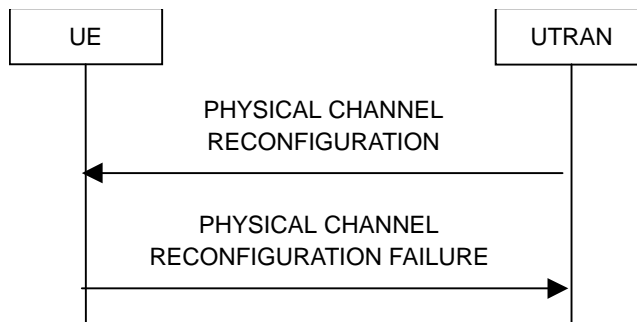 UE
UTRAN
PHYSICAL CHANNEL
RECONFIGURATION
PHYSICAL CHANNEL
RECONFIGURATION FAILURE